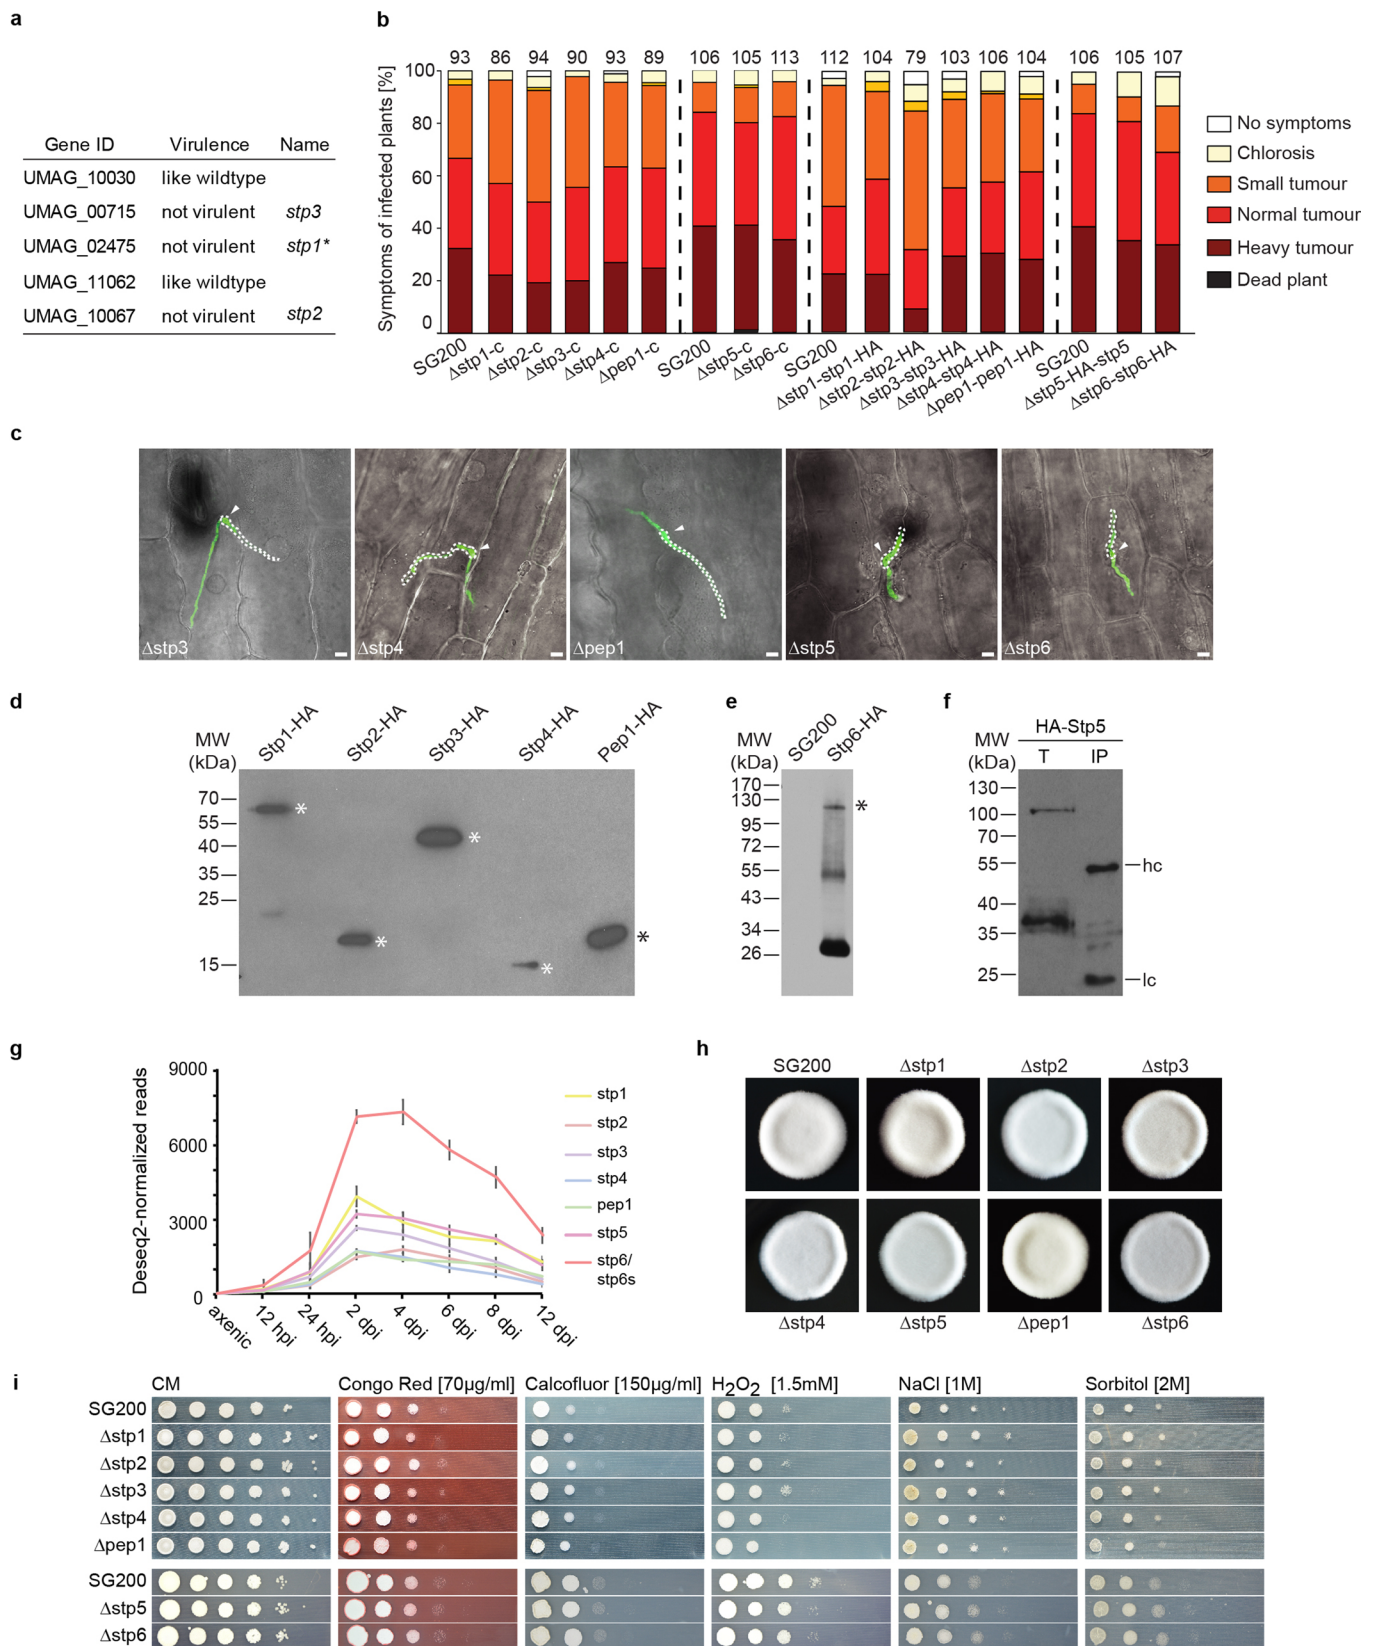 a
Gene ID Virulence Name
UMAG_10030 like wildtype
UMAG_00715 not virulent stp3
UMAG_02475 not virulent stp1*
UMAG_11062 like wildtype
UMAG_10067 not virulent stp2
b
93 86 94 90 93 89 106 105 113 112 104 79 103 106 104 106 105 107
Symptoms of infected plants [%]
100
80
60
40
20
0
SG200 Δstp1-c Δstp2-c Δstp3-c Δstp4-c Δpep1-c SG200 Δstp5-c Δstp6-c SG200 Δstp1-stp1-HA Δstp2-stp2-HA Δstp3-stp3-HA Δstp4-stp4-HA Δpep1-pep1-HA SG200 Δstp5-HA-stp5 Δstp6-stp6-HA
No symptoms
Chlorosis
Small tumour
Normal tumour
Heavy tumour
Dead plant
c
Δstp3 Δstp4 Δpep1 Δstp5 Δstp6
d
MW
(kDa)
Stp1-HA Stp2-HA Stp3-HA Stp4-HA Pep1-HA
70
55
40
35
25
15
* * * * *
e
MW
(kDa)
SG200 Stp6-HA
170
130
95
72
55
43
34
26
*
f
HA-Stp5
MW
(kDa)
T IP
130
100
70
55
40
35
25
hc
lc
g
Deseq2-normalized reads
9000
6000
3000
0
axenic 12 hpi 24 hpi 2 dpi 4 dpi 6 dpi 8 dpi 12 dpi
stp1
stp2
stp3
stp4
pep1
stp5
stp6/
stp6s
h
SG200 Δstp1 Δstp2 Δstp3
Δstp4 Δstp5 Δpep1 Δstp6
i
CM Congo Red [70µg/ml] Calcofluor [150µg/ml] H2O2 [1.5mM] NaCl [1M] Sorbitol [2M]
SG200
Δstp1
Δstp2
Δstp3
Δstp4
Δpep1
SG200
Δstp5
Δstp6